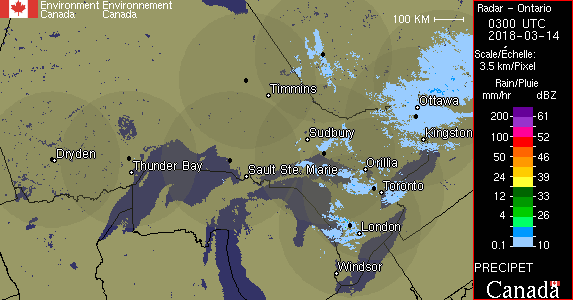 Environment Environnement
Canada Canada
100 KM
Timmins
Ottawa
Sudbury
Kingston
Dryden
Thunder Bay
Sault Ste. Marie
Orillia
Toronto
London
Windsor
Radar - Ontario
0300 UTC
2018-03-14
Scale/Échelle:
3.5 km/Pixel
Rain/Pluie
mm/hr dBZ
200 61
100 52
50 46
24 39
12 33
4 26
0.1 10
PRECIPET
Canada